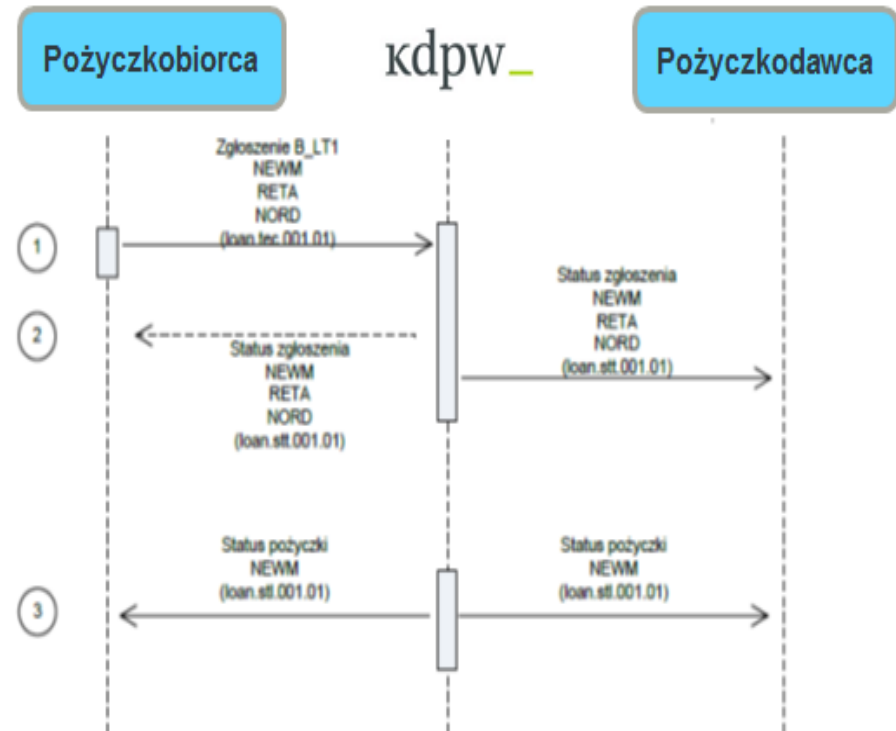 Pożyczkobiorca
kdpw_
Pożyczkodawca
Zgłoszenie B_LT1
NEWM
RETA
NORD
(loan.tec.001.01)
1
Status zgłoszenia
NEWM
RETA
NORD
(loan.stt.001.01)
2
Status zgłoszenia
NEWM
RETA
NORD
(loan.stt.001.01)
Status pożyczki
NEWM
(loan.stl.001.01)
Status pożyczki
NEWM
(loan.stl.001.01)
3